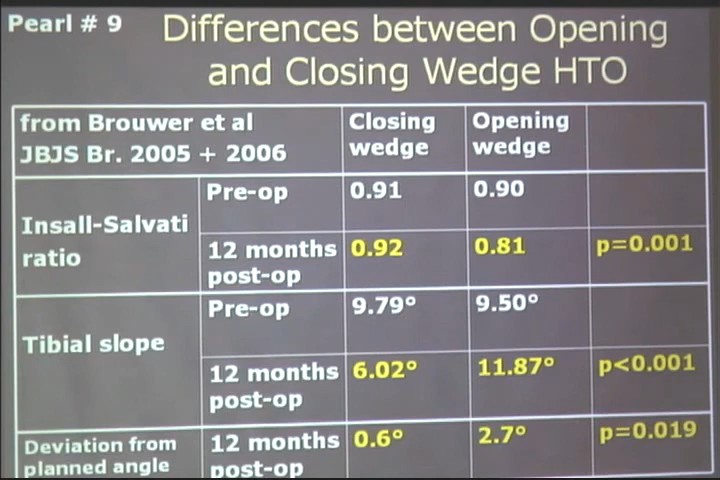 Pearl # 9
Differences between Opening
and Closing Wedge HTO
from Brouwer et al
JBJS Br. 2005 + 2006
Closing
wedge
Opening
wedge
Insall-Salvati
ratio
Pre-op
0.91
0.90
12 months
post-op
0.92
0.81
p=0.001
Tibial slope
Pre-op
9.79°
9.50°
12 months
post-op
6.02°
11.87°
p<0.001
Deviation from
planned angle
12 months
post-op
0.6°
2.7°
p=0.019